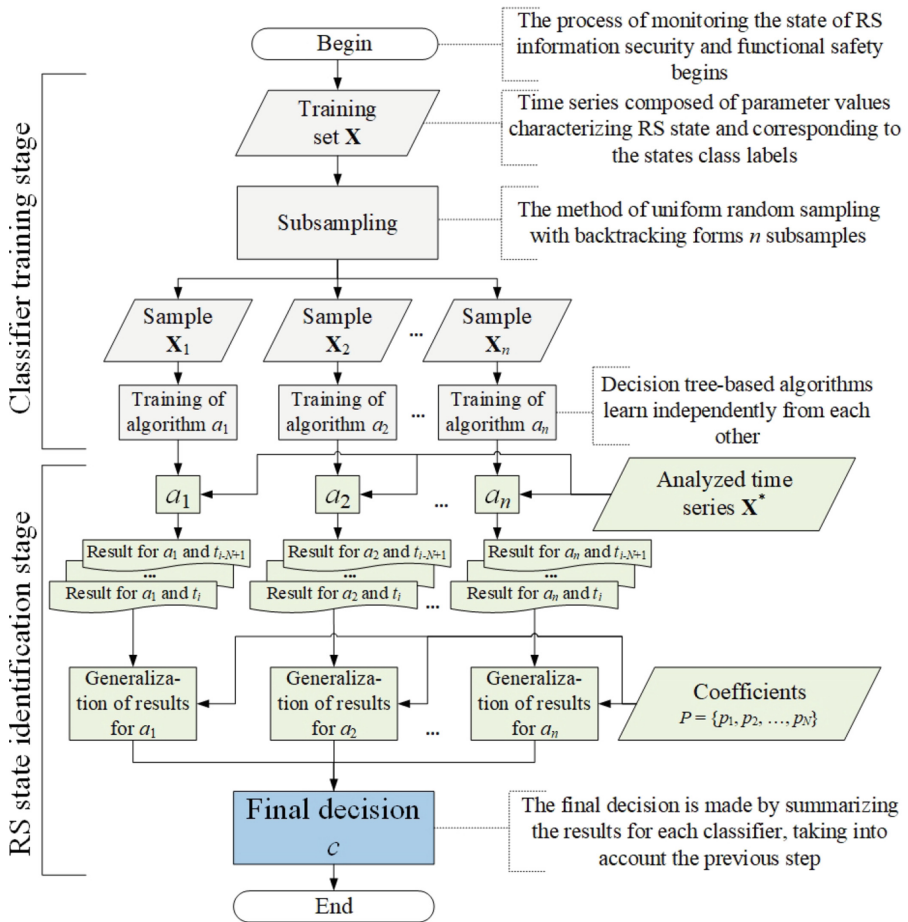 Begin
The process of monitoring the state of RS
information security and functional safety
begins
Classifier training stage
Training
set X
Time series composed of parameter values
characterizing RS state and corresponding to
the states class labels
Subsampling
The method of uniform random sampling
with backtracking forms n subsamples
Sample
X1
Sample
X2
...
Sample
Xn
Training of
algorithm a1
Training of
algorithm a2
...
Training of
algorithm an
Decision tree-based algorithms
learn independently from each
other
RS state identification stage
a1
a2
...
an
Analyzed time
series X*
Result for a1 and ti-N+1
...
Result for a1 and ti
Result for a2 and ti-N+1
...
Result for a2 and ti
...
Result for an and ti-N+1
...
Result for an and ti
Generaliza-
tion of results
for a1
Generaliza-
tion of results
for a2
...
Generaliza-
tion of results
for an
Coefficients
P = {p1, p2, ..., pN}
Final decision
c
The final decision is made by summarizing
the results for each classifier, taking into
account the previous step
End